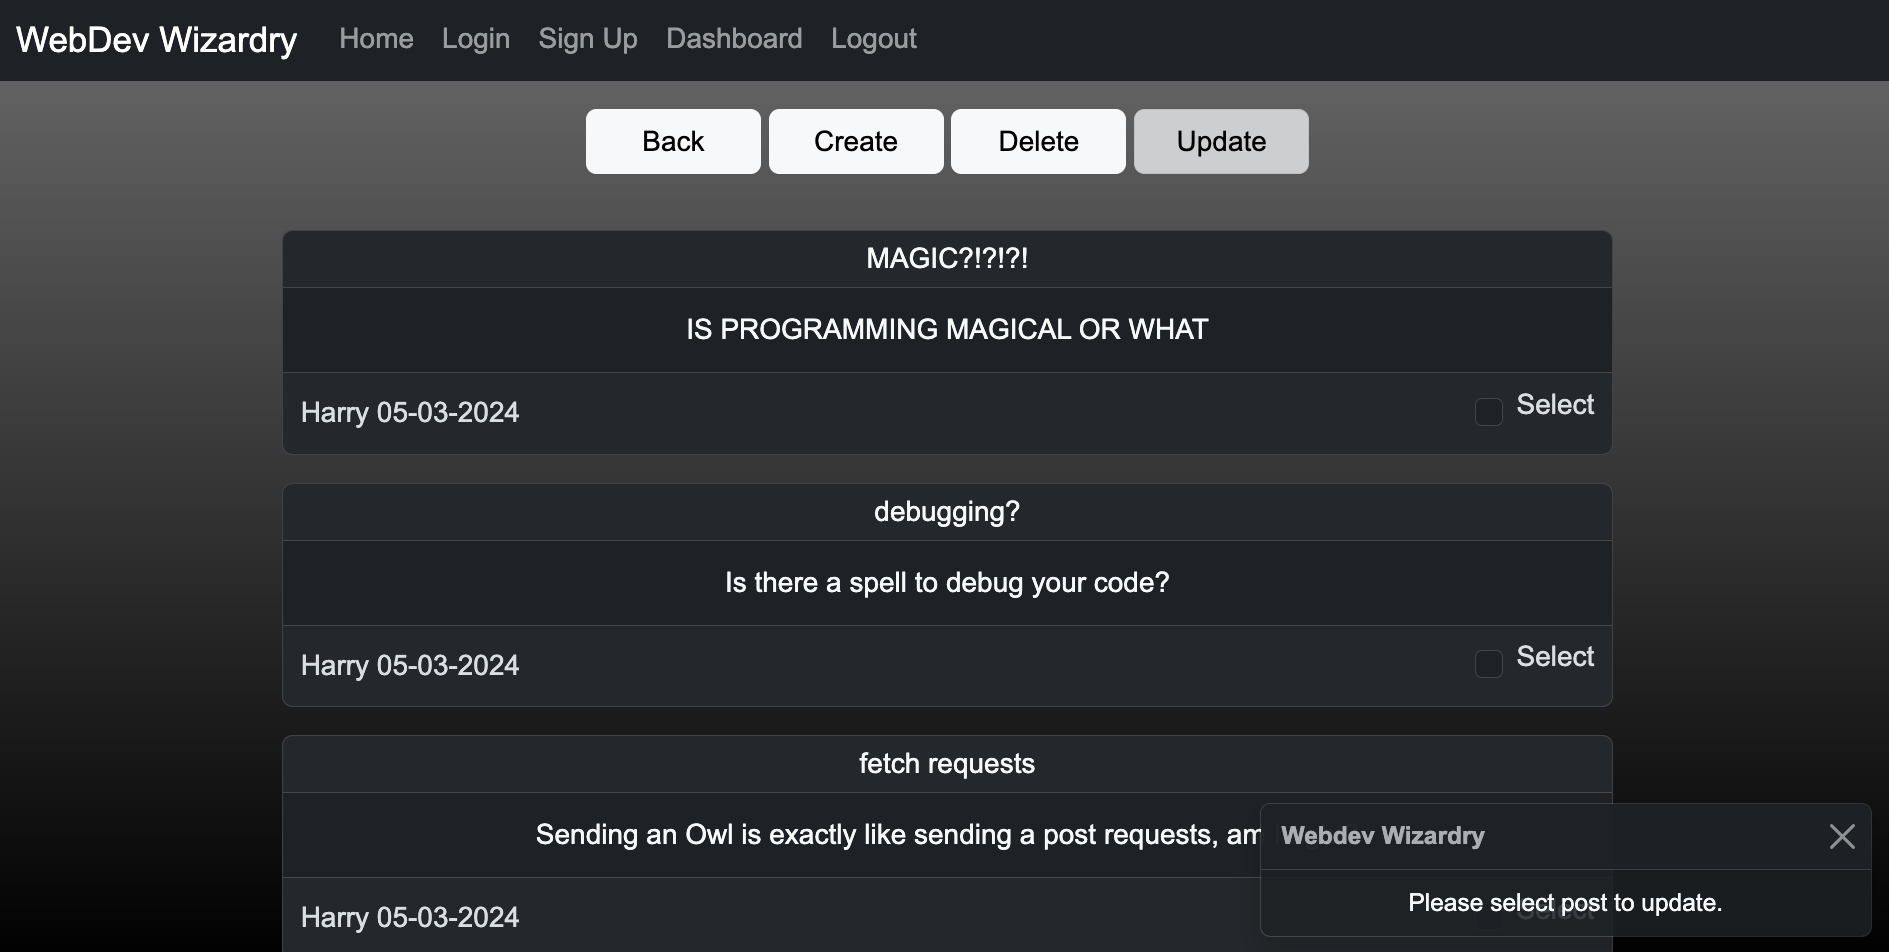 WebDev Wizardry Home Login Sign Up Dashboard Logout
Back Create Delete Update
MAGIC?!?!?!
IS PROGRAMMING MAGICAL OR WHAT
Harry 05-03-2024 Select
debugging?
Is there a spell to debug your code?
Harry 05-03-2024 Select
fetch requests
Sending an Owl is exactly like sending a post requests, am
Harry 05-03-2024 Select
Webdev Wizardry
Please select post to update.